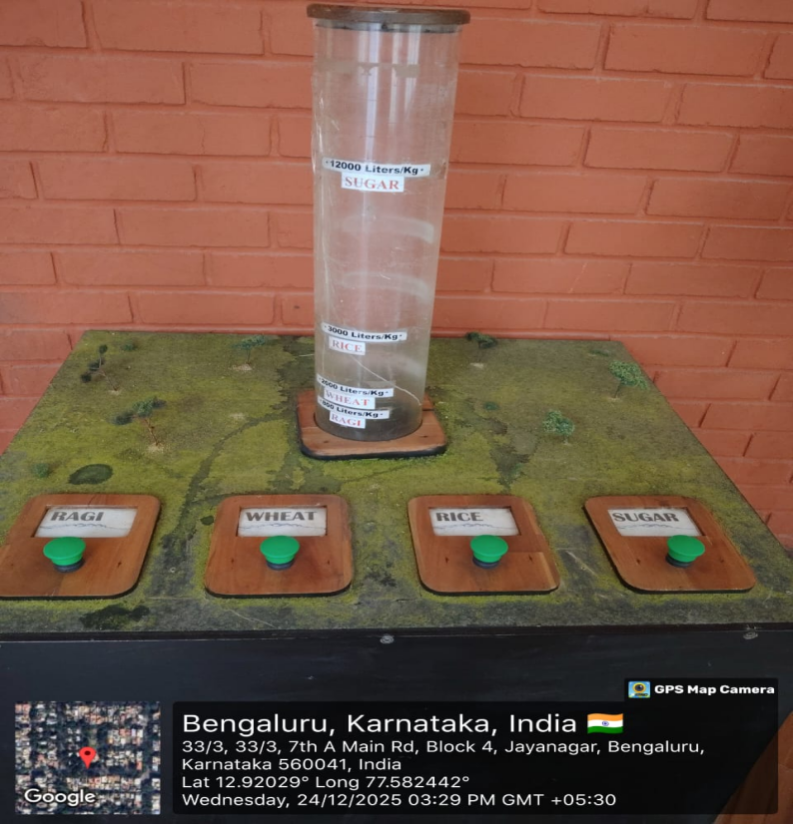 ·12000 Liters/Kg·
SUGAR
·3000 Liters/Kg·
RICE
Liters/Kg·
WHEAT
Liters/Kg·
RAGI
RAGI
WHEAT
RICE
SUGAR
GPS Map Camera
Bengaluru, Karnataka, India
33/3, 33/3, 7th A Main Rd, Block 4, Jayanagar, Bengaluru,
Karnataka 560041, India
Lat 12.92029° Long 77.582442°
Wednesday, 24/12/2025 03:29 PM GMT +05:30
Google